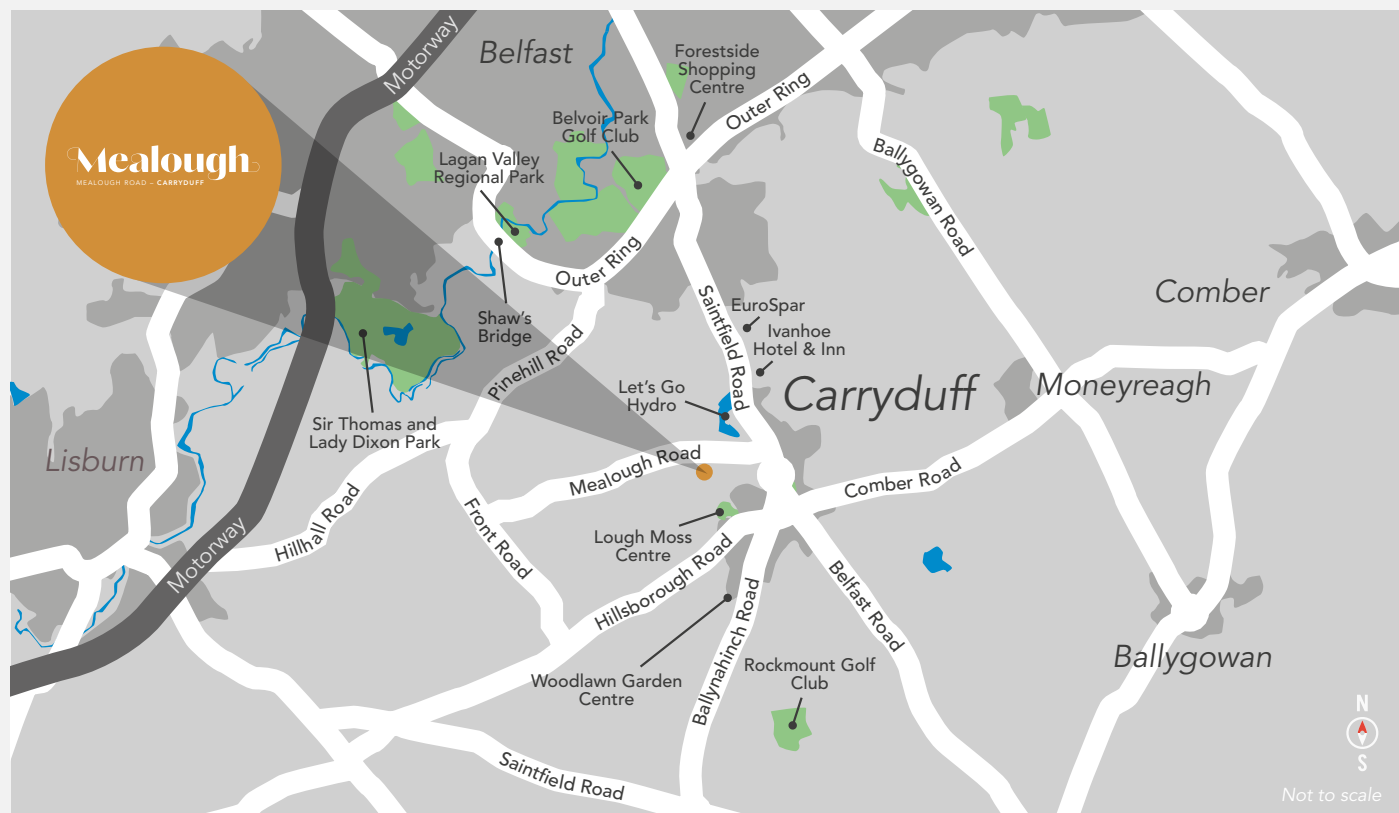 Motorway
Belfast
Forestside
Shopping
Centre
Outer Ring
Mealough
MEALOUGH ROAD – CARRYDUFF
Belvoir Park
Golf Club
Lagan Valley
Regional Park
Ballygowan Road
Outer Ring
Comber
Shaw's
Bridge
Saintfield Road
EuroSpar
Ivanhoe
Hotel & Inn
Pinehill Road
Let's Go
Hydro
Carryduff
Moneyreagh
Sir Thomas and
Lady Dixon Park
Lisburn
Mealough Road
Comber Road
Hillhall Road
Front Road
Lough Moss
Centre
Motorway
Hillsborough Road
Belfast Road
Ballynahinch Road
Ballygowan
Woodlawn Garden
Centre
Rockmount Golf
Club
Saintfield Road
N
S
Not to scale